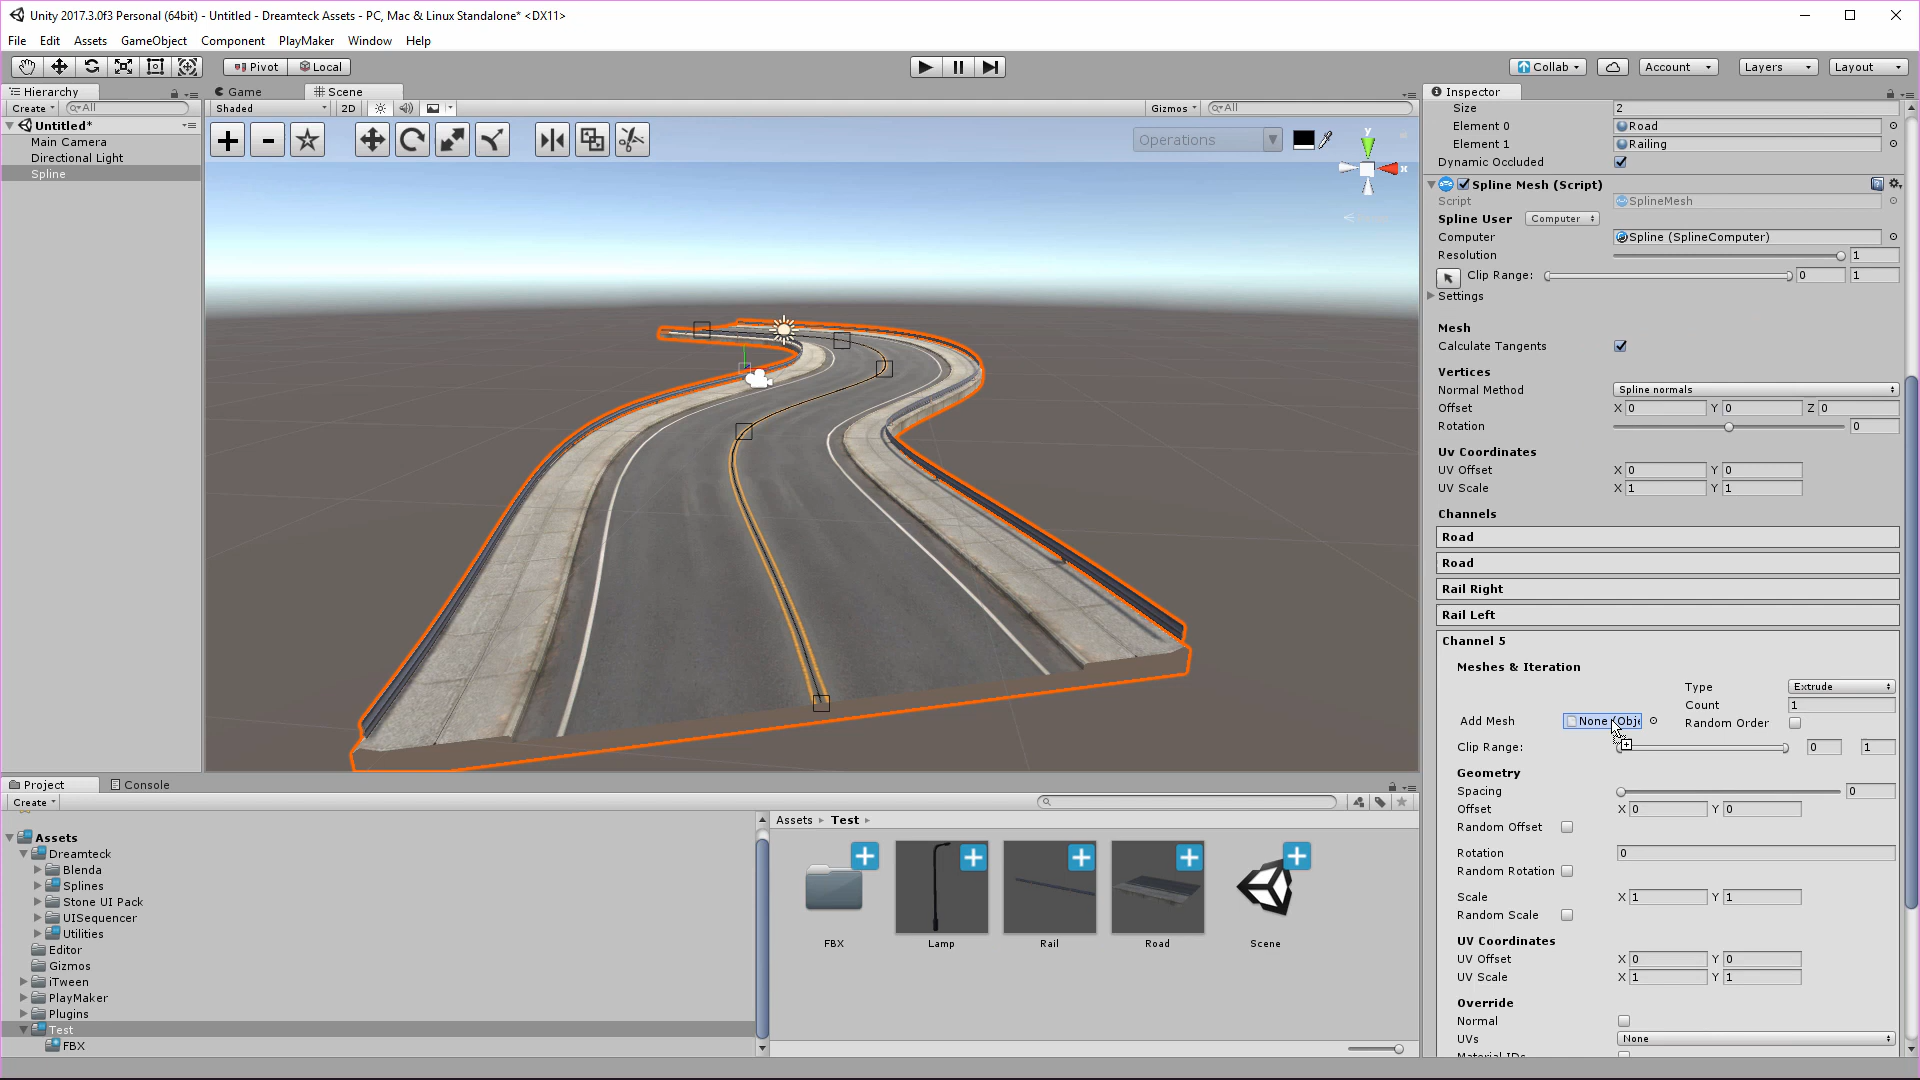 Unity 2017.3.0f3 Personal (64bit) - Untitled - Dreamteck Assets - PC, Mac & Linux Standalone* <DX11>
File Edit Assets GameObject Component PlayMaker Window Help
Pivot Local Collab Account Layers Layout
Hierarchy
Create All
Untitled*
Main Camera
Directional Light
Spline
Game Scene
Shaded 2D Gizmos All
Operations
y
x
Inspector
Size 2
Element 0 Road
Element 1 Railing
Dynamic Occluded
Spline Mesh (Script)
Script SplineMesh
Spline User Computer
Computer Spline (SplineComputer)
Resolution 1
Clip Range: 0 1
Settings
Mesh
Calculate Tangents
Vertices
Normal Method Spline normals
Offset X 0 Y 0 Z 0
Rotation 0
Uv Coordinates
UV Offset X 0 Y 0
UV Scale X 1 Y 1
Channels
Road
Road
Rail Right
Rail Left
Channel 5
Meshes & Iteration
Type Extrude
Count 1
Add Mesh None (Obje Random Order
Clip Range: 0 1
Geometry
Spacing 0
Offset X 0 Y 0
Random Offset
Rotation 0
Random Rotation
Scale X 1 Y 1
Random Scale
UV Coordinates
UV Offset X 0 Y 0
UV Scale X 1 Y 1
Override
Normal
UVs None
Material IDs
Project Console
Create
Assets
Dreamteck
Blenda
Splines
Stone UI Pack
UISequencer
Utilities
Editor
Gizmos
iTween
PlayMaker
Plugins
Test
FBX
Assets Test
FBX Lamp Rail Road Scene